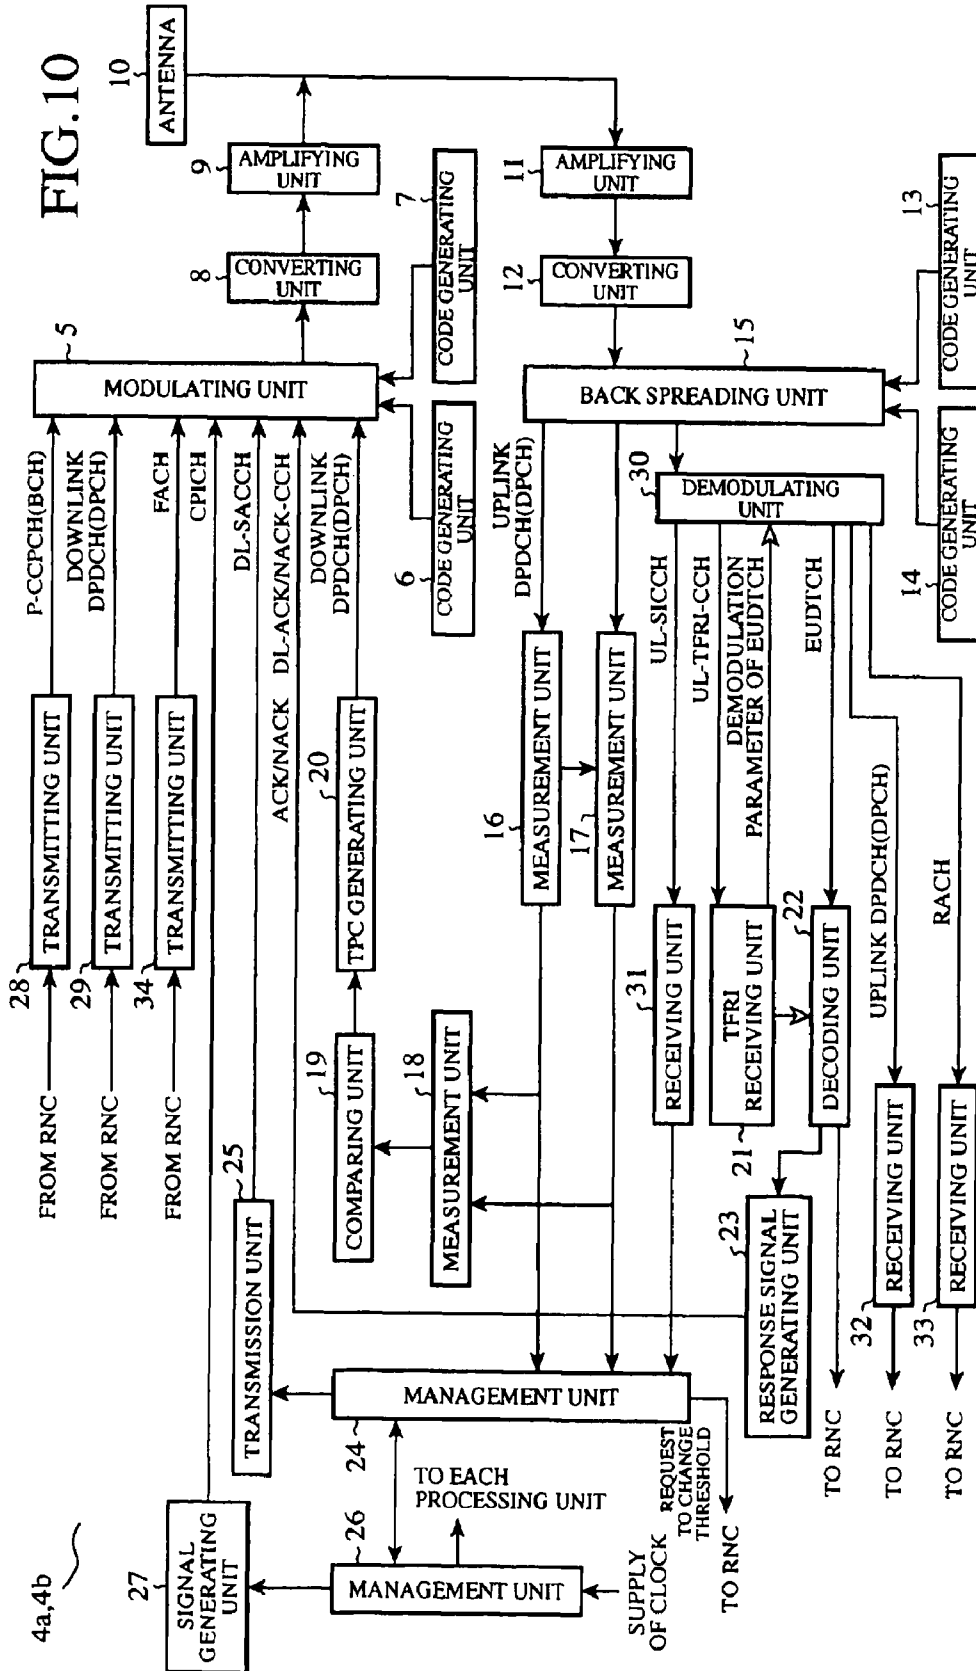 FIG.10
4a,4b
27
SIGNAL
GENERATING
UNIT
26
MANAGEMENT UNIT
SUPPLY
OF CLOCK
TO EACH
PROCESSING UNIT
24
MANAGEMENT UNIT
REQUEST
TO CHANGE
THRESHOLD
TO RNC
25
TRANSMISSION UNIT
FROM RNC
FROM RNC
FROM RNC
28
TRANSMITTING UNIT
29
TRANSMITTING UNIT
34
TRANSMITTING UNIT
19
COMPARING UNIT
18
MEASUREMENT UNIT
20
TPC GENERATING UNIT
P-CCPCH(BCH)
DOWNLINK
DPDCH(DPCH)
FACH
CPICH
DL-SACCH
ACK/NACK DL-ACK/NACK-CCH
DOWNLINK
DPDCH(DPCH)
5
MODULATING UNIT
6
CODE GENERATING
UNIT
7
CODE GENERATING
UNIT
8
CONVERTING
UNIT
9
AMPLIFYING
UNIT
10
ANTENNA
11
AMPLIFYING
UNIT
12
CONVERTING
UNIT
15
BACK SPREADING UNIT
13
CODE GENERATING
UNIT
14
CODE GENERATING
UNIT
UPLINK
DPDCH(DPCH)
16
MEASUREMENT UNIT
17
MEASUREMENT UNIT
30
DEMODULATING
UNIT
UL-SICCH
UL-TFRI-CCH
DEMODULATION
PARAMETER OF EUDTCH
EUDTCH
UPLINK DPDCH(DPCH)
RACH
31
RECEIVING UNIT
21
TFRI
RECEIVING UNIT
22
DECODING UNIT
23
RESPONSE SIGNAL
GENERATING UNIT
32
RECEIVING UNIT
33
RECEIVING UNIT
TO RNC
TO RNC
TO RNC